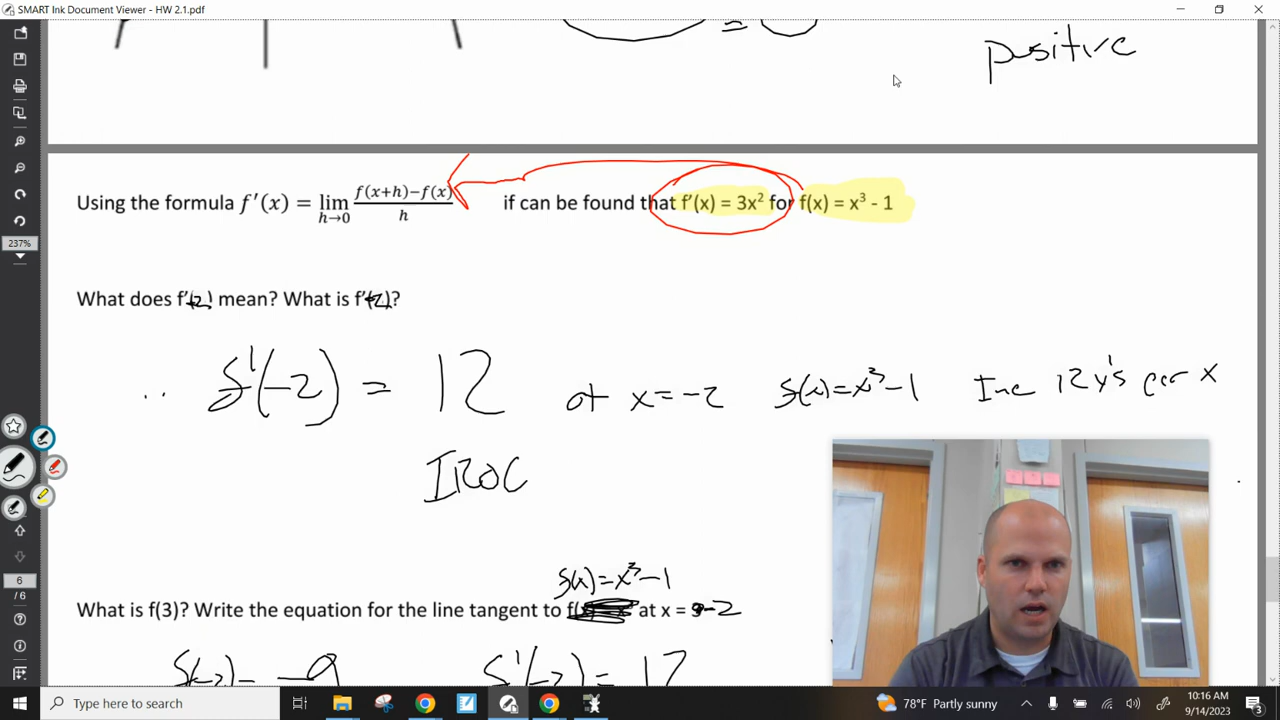 SMART Ink Document Viewer - HW 2.1.pdf
= 0
positive
Using the formula f'(x) = lim h→0 f(x+h)−f(x) / h if can be found that f'(x) = 3x² for f(x) = x³ - 1
237%
What does f'(-2) mean? What is f'(-2)?
∴ f'(-2) = 12 at x = -2 f(x) = x³ - 1 Inc 12 y's per x
IROC
f(x) = x³ - 1
What is f(3)? Write the equation for the line tangent to at x = -2
f(-2) = -9 f'(-2) = 12
6
/ 6
Type here to search
78°F Partly sunny
10:16 AM
9/14/2023
3